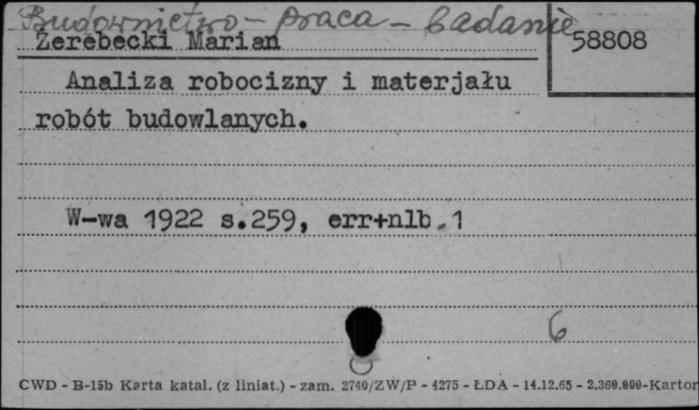 Budownictwo - praca - badanie
Żerebecki Marian
58808
Analiza robocizny i materjału
robót budowlanych.
W-wa 1922 s.259, err+nlb.1
6
CWD - B-15b Karta katal. (z liniat.) - zam. 2740/ZW/P - 4275 - ŁDA - 14.12.65 - 2.360.000-Karton